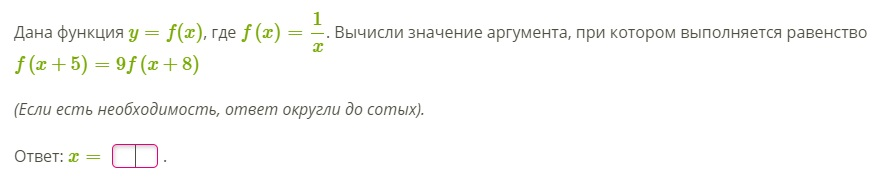 Дана функция y = f(x), где f (x) = 1/x. Вычисли значение аргумента, при котором выполняется равенство
f (x + 5) = 9f (x + 8)
(Если есть необходимость, ответ округли до сотых).
Ответ: x = .